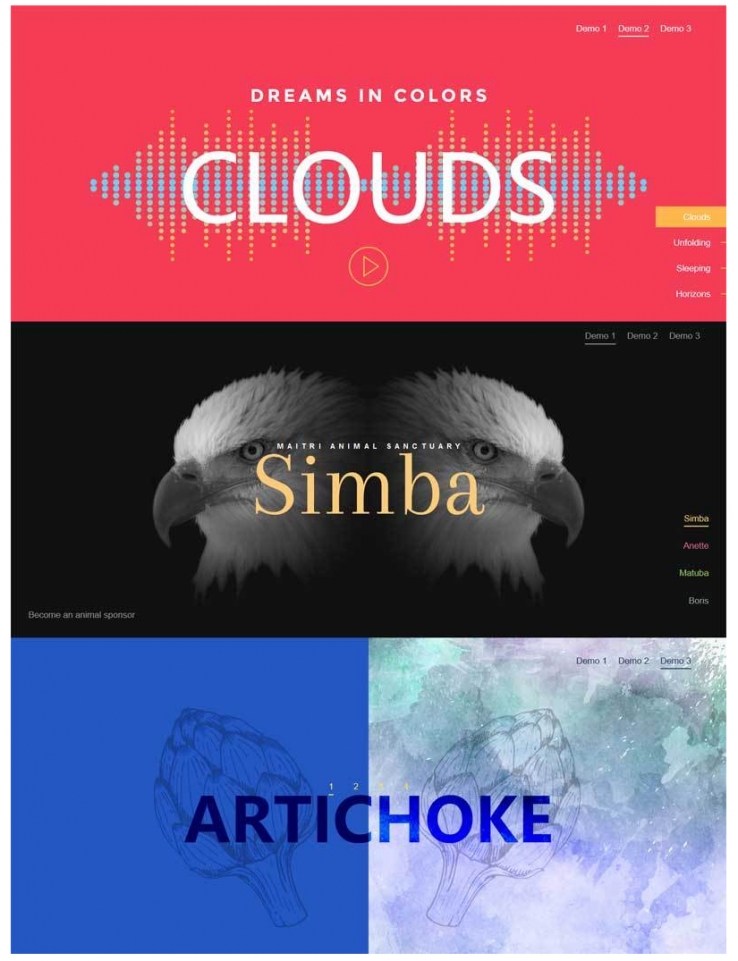 Demo 1 Demo 2 Demo 3
DREAMS IN COLORS
CLOUDS
Clouds
Unfolding
Sleeping
Horizons
Demo 1 Demo 2 Demo 3
MAITRI ANIMAL SANCTUARY
Simba
Simba
Anette
Matuba
Boris
Become an animal sponsor
Demo 1 Demo 2 Demo 3
1 2 3 4
ARTICHOKE